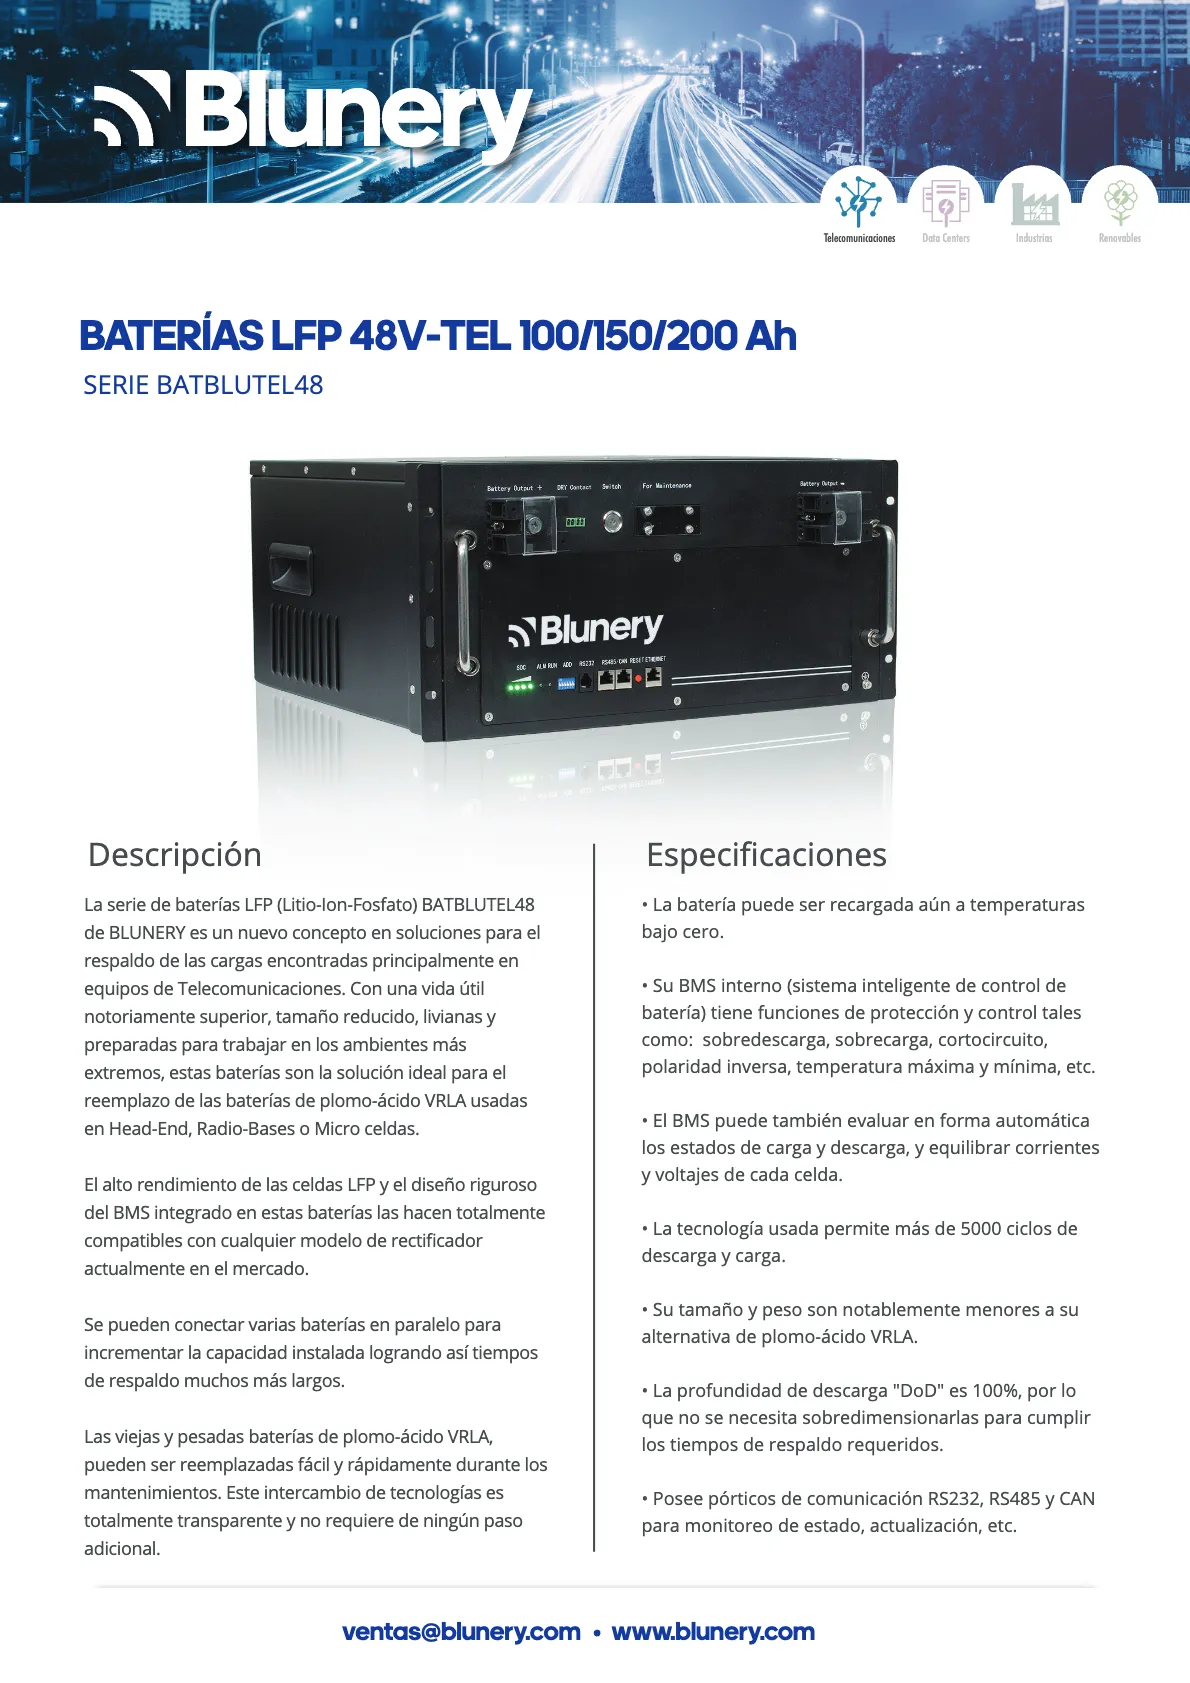 Blunery
Telecomunicaciones
Data Centers
Industrias
Renovables
BATERÍAS LFP 48V-TEL 100/150/200 Ah
SERIE BATBLUTEL48
Battery Output +
DRY Contact
Switch
For Maintenance
Battery Output -
Blunery
SOC
ALM RUN
ADD
RS232
RS485/CAN
RESET
ETHERNET
Descripción
La serie de baterías LFP (Litio-Ion-Fosfato) BATBLUTEL48
de BLUNERY es un nuevo concepto en soluciones para el
respaldo de las cargas encontradas principalmente en
equipos de Telecomunicaciones. Con una vida útil
notoriamente superior, tamaño reducido, livianas y
preparadas para trabajar en los ambientes más
extremos, estas baterías son la solución ideal para el
reemplazo de las baterías de plomo-ácido VRLA usadas
en Head-End, Radio-Bases o Micro celdas.
El alto rendimiento de las celdas LFP y el diseño riguroso
del BMS integrado en estas baterías las hacen totalmente
compatibles con cualquier modelo de rectificador
actualmente en el mercado.
Se pueden conectar varias baterías en paralelo para
incrementar la capacidad instalada logrando así tiempos
de respaldo muchos más largos.
Las viejas y pesadas baterías de plomo-ácido VRLA,
pueden ser reemplazadas fácil y rápidamente durante los
mantenimientos. Este intercambio de tecnologías es
totalmente transparente y no requiere de ningún paso
adicional.
Especificaciones
• La batería puede ser recargada aún a temperaturas
bajo cero.
• Su BMS interno (sistema inteligente de control de
batería) tiene funciones de protección y control tales
como:  sobredescarga, sobrecarga, cortocircuito,
polaridad inversa, temperatura máxima y mínima, etc.
• El BMS puede también evaluar en forma automática
los estados de carga y descarga, y equilibrar corrientes
y voltajes de cada celda.
• La tecnología usada permite más de 5000 ciclos de
descarga y carga.
• Su tamaño y peso son notablemente menores a su
alternativa de plomo-ácido VRLA.
• La profundidad de descarga "DoD" es 100%, por lo
que no se necesita sobredimensionarlas para cumplir
los tiempos de respaldo requeridos.
• Posee pórticos de comunicación RS232, RS485 y CAN
para monitoreo de estado, actualización, etc.
ventas@blunery.com • www.blunery.com